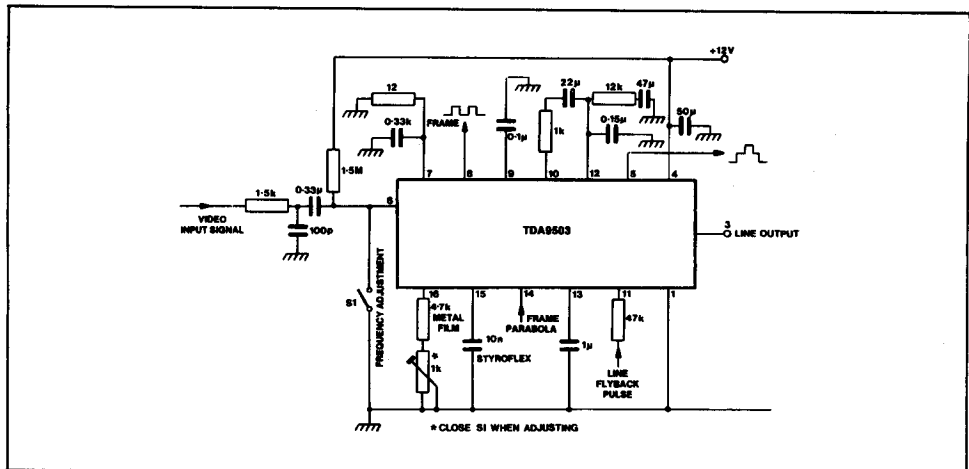 +12V
22µ
12k
47µ
12
FRAME
0·1µ
0·15µ
50µ
0·33k
1k
1·5M
7
8
9
10
12
5
4
1·5k
0·33µ
6
VIDEO
INPUT SIGNAL
100p
TDA9503
3
LINE OUTPUT
FREQUENCY ADJUSTMENT
S1
16
15
14
13
11
1
4·7k
METAL
FILM
FRAME
PARABOLA
47k
10n
STYROFLEX
1µ
*
1k
LINE
FLYBACK
PULSE
* CLOSE SI WHEN ADJUSTING